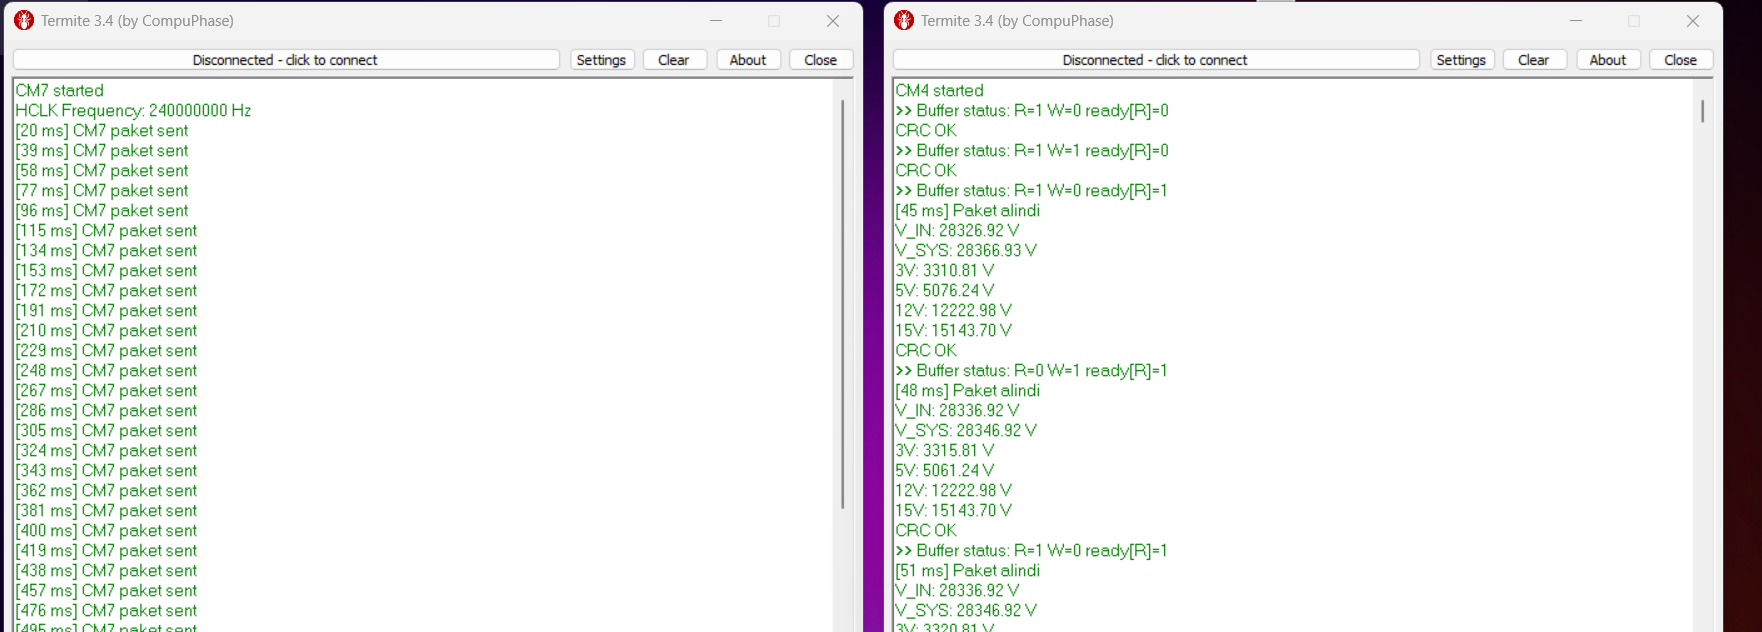 Termite 3.4 (by CompuPhase)
Disconnected - click to connect
Settings
Clear
About
Close
CM7 started
HCLK Frequency: 240000000 Hz
[20 ms] CM7 paket sent
[39 ms] CM7 paket sent
[58 ms] CM7 paket sent
[77 ms] CM7 paket sent
[96 ms] CM7 paket sent
[115 ms] CM7 paket sent
[134 ms] CM7 paket sent
[153 ms] CM7 paket sent
[172 ms] CM7 paket sent
[191 ms] CM7 paket sent
[210 ms] CM7 paket sent
[229 ms] CM7 paket sent
[248 ms] CM7 paket sent
[267 ms] CM7 paket sent
[286 ms] CM7 paket sent
[305 ms] CM7 paket sent
[324 ms] CM7 paket sent
[343 ms] CM7 paket sent
[362 ms] CM7 paket sent
[381 ms] CM7 paket sent
[400 ms] CM7 paket sent
[419 ms] CM7 paket sent
[438 ms] CM7 paket sent
[457 ms] CM7 paket sent
[476 ms] CM7 paket sent
[495 ms] CM7 paket sent
Termite 3.4 (by CompuPhase)
Disconnected - click to connect
Settings
Clear
About
Close
CM4 started
>> Buffer status: R=1 W=0 ready[R]=0
CRC OK
>> Buffer status: R=1 W=1 ready[R]=0
CRC OK
>> Buffer status: R=1 W=0 ready[R]=1
[45 ms] Paket alindi
V_IN: 28326.92 V
V_SYS: 28366.93 V
3V: 3310.81 V
5V: 5076.24 V
12V: 12222.98 V
15V: 15143.70 V
CRC OK
>> Buffer status: R=0 W=1 ready[R]=1
[48 ms] Paket alindi
V_IN: 28336.92 V
V_SYS: 28346.92 V
3V: 3315.81 V
5V: 5061.24 V
12V: 12222.98 V
15V: 15143.70 V
CRC OK
>> Buffer status: R=1 W=0 ready[R]=1
[51 ms] Paket alindi
V_IN: 28336.92 V
V_SYS: 28346.92 V
3V: 3320.81 V